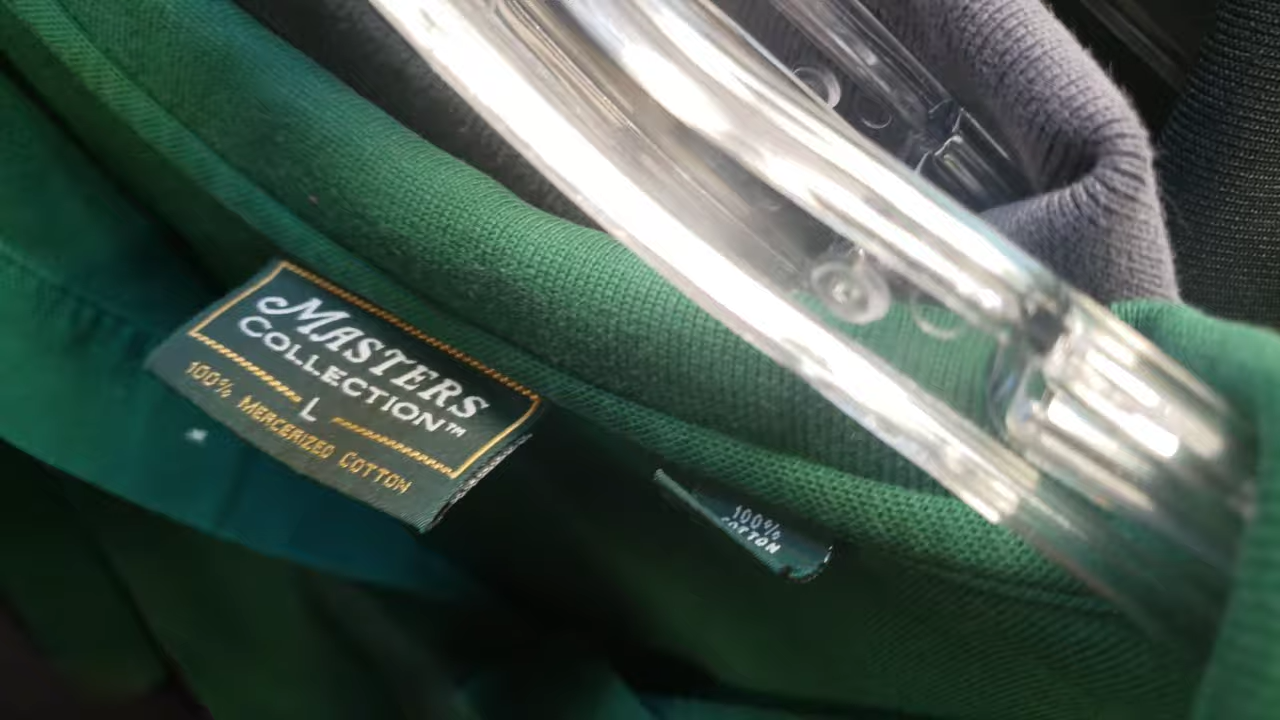 MASTERS
COLLECTION™
L
100% MERCERIZED COTTON
100%
COTTON